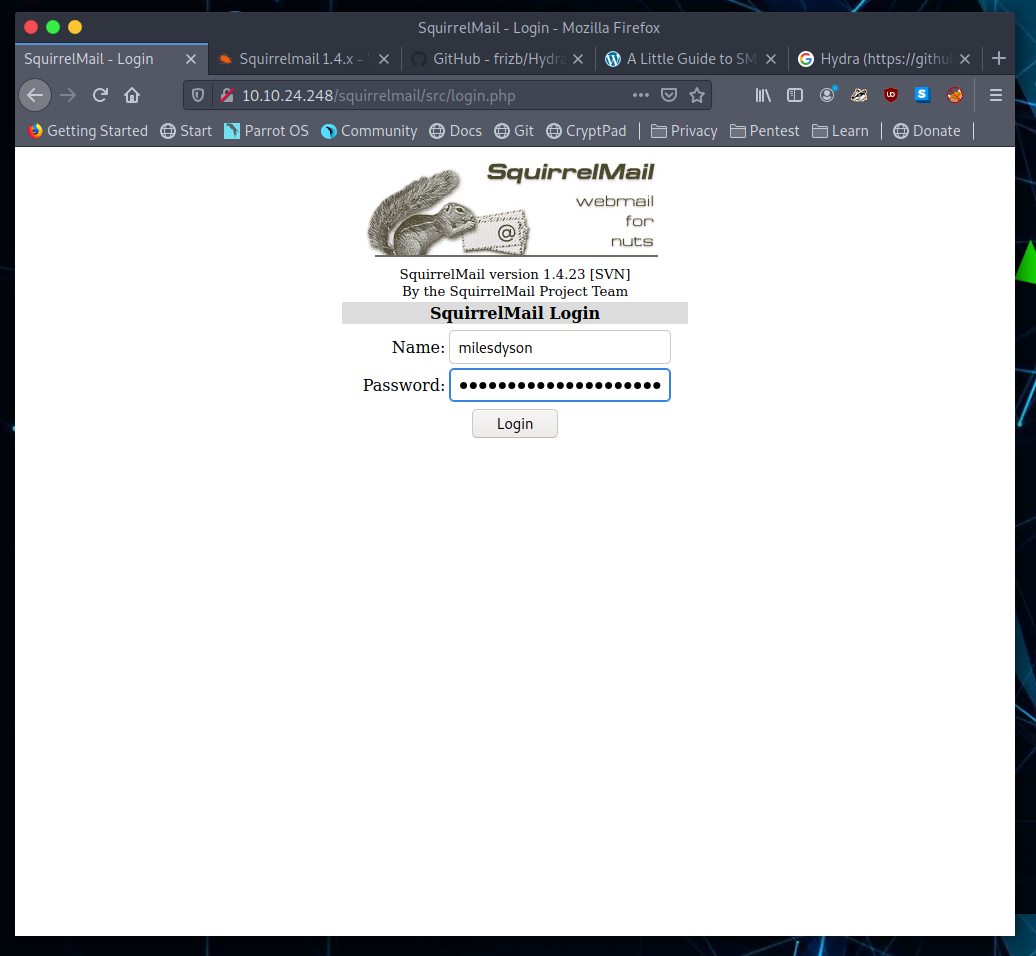 SquirrelMail - Login - Mozilla Firefox
SquirrelMail - Login Squirrelmail 1.4.x - GitHub - frizb/Hydra A Little Guide to SM Hydra (https://githu
10.10.24.248/squirrelmail/src/login.php
Getting Started Start Parrot OS Community Docs Git CryptPad Privacy Pentest Learn Donate
SquirrelMail
webmail
for
nuts
@
SquirrelMail version 1.4.23 [SVN]
By the SquirrelMail Project Team
SquirrelMail Login
Name: milesdyson
Password:
Login